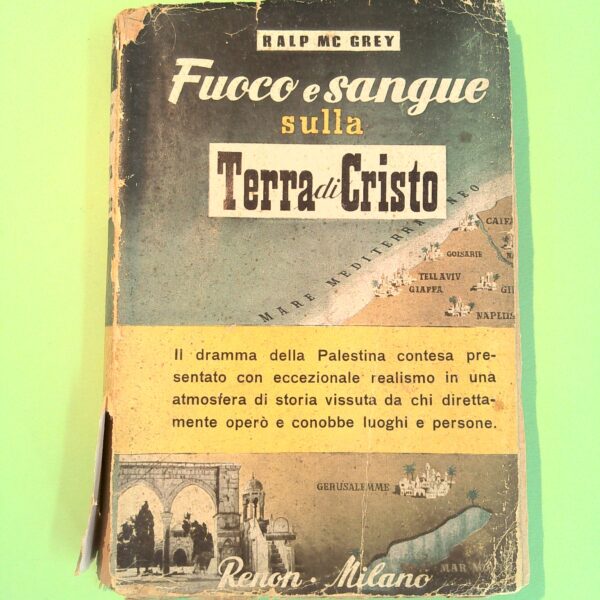 RALP MC GREY
Fuoco e sangue
sulla
Terra di Cristo
MARE MEDITERRANEO
CAIFA
GOISARIE
TELL AVIV
GIAFFA
NAPLUS
Il dramma della Palestina contesa pre-
sentato con eccezionale realismo in una
atmosfera di storia vissuta da chi diretta-
mente operò e conobbe luoghi e persone.
GERUSALEMME
MAR MO
Renon · Milano